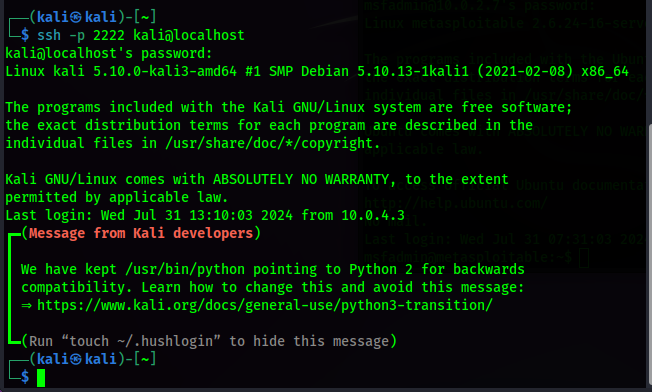 (kali㉿kali)-[~]
$ ssh -p 2222 kali@localhost
kali@localhost's password:
Linux kali 5.10.0-kali3-amd64 #1 SMP Debian 5.10.13-1kali1 (2021-02-08) x86_64
The programs included with the Kali GNU/Linux system are free software;
the exact distribution terms for each program are described in the
individual files in /usr/share/doc/*/copyright.
Kali GNU/Linux comes with ABSOLUTELY NO WARRANTY, to the extent
permitted by applicable law.
Last login: Wed Jul 31 13:10:03 2024 from 10.0.4.3
(Message from Kali developers)
We have kept /usr/bin/python pointing to Python 2 for backwards
compatibility. Learn how to change this and avoid this message:
⇒ https://www.kali.org/docs/general-use/python3-transition/
(Run “touch ~/.hushlogin” to hide this message)
(kali㉿kali)-[~]
$